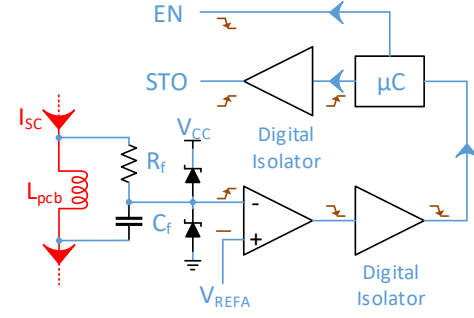 EN
STO
µC
Digital
Isolator
I_SC
V_CC
R_f
L_pcb
C_f
-
+
V_REFA
Digital
Isolator